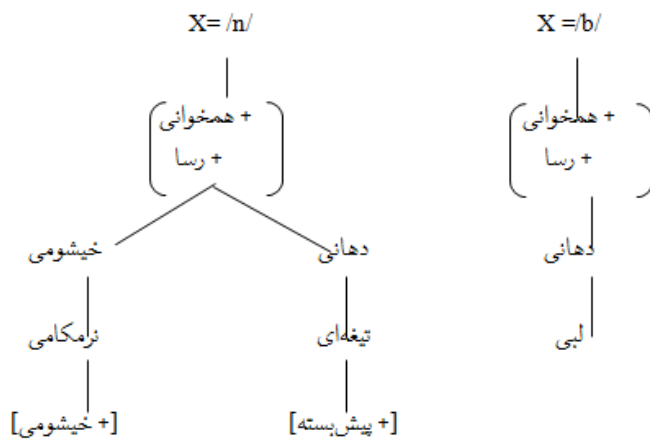 X= /n/
X =/b/
+ همخوانی
+ رسا
+ همخوانی
+ رسا
خیشومی
دهانی
دهانی
نرمکامی
تیغه‌ای
لبی
[+ خیشومی]
[+ پیش‌بسته]